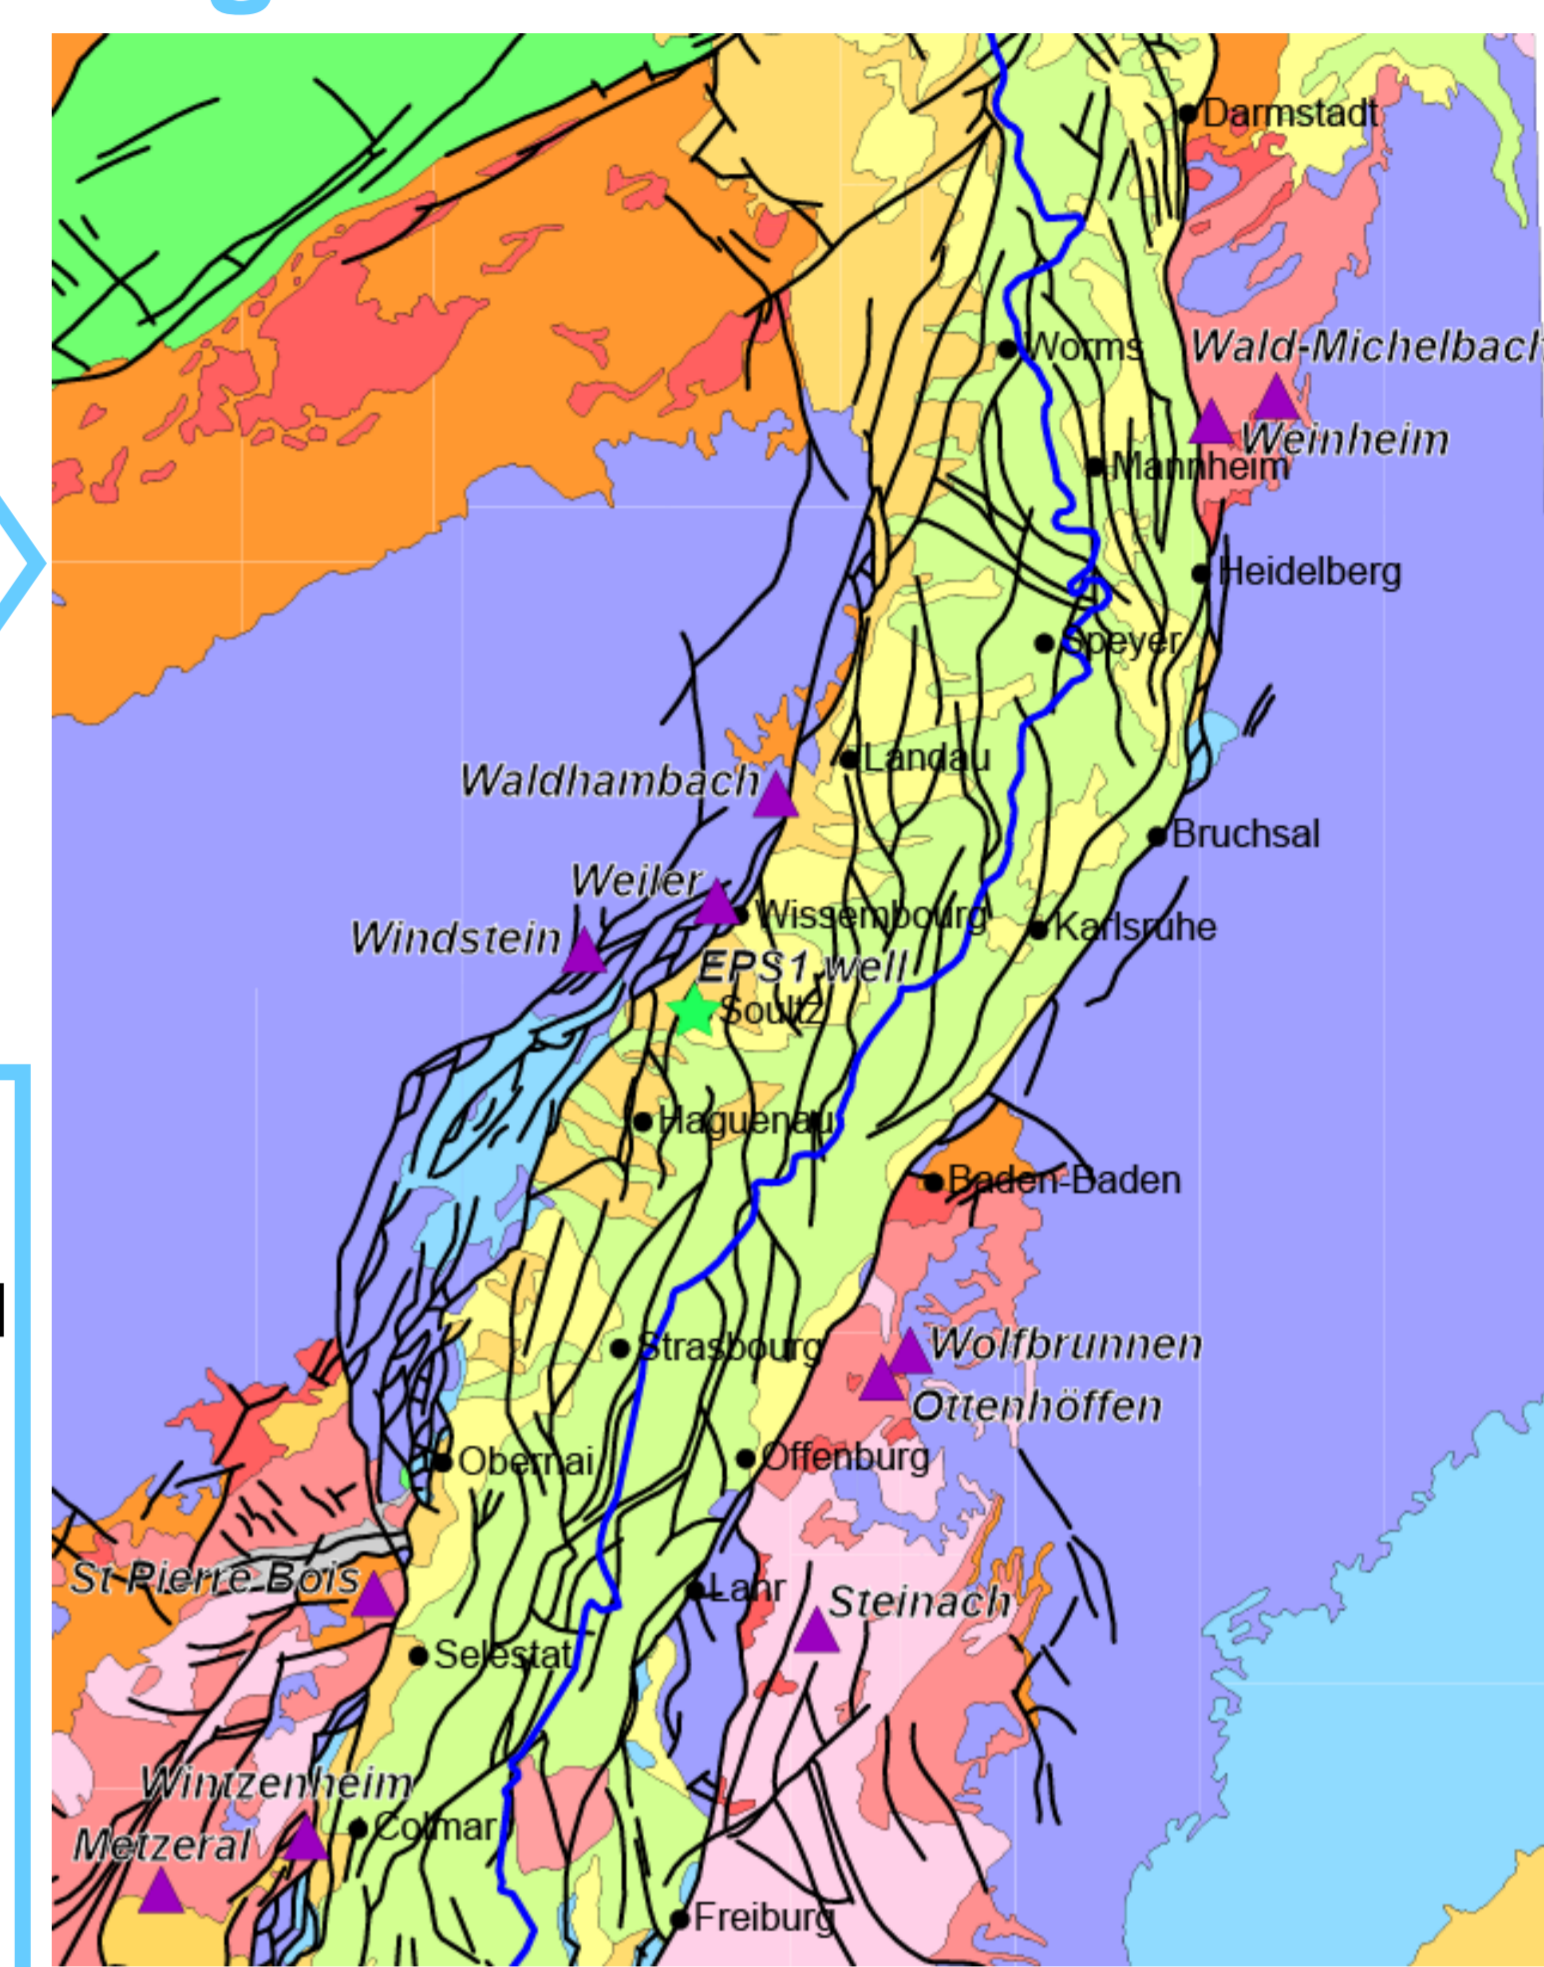 Darmstadt
Worms
Wald-Michelbach
Weinheim
Mannheim
Heidelberg
Speyer
Landau
Waldhambach
Bruchsal
Weiler
Wissembourg
Karlsruhe
Windstein
EPS1 well
Soultz
Haguenau
Baden-Baden
Strasbourg
Wolfbrunnen
Ottenhöffen
Obernai
Offenburg
St Pierre Bois
Lahr
Steinach
Selestat
Wintzenheim
Colmar
Metzeral
Freiburg